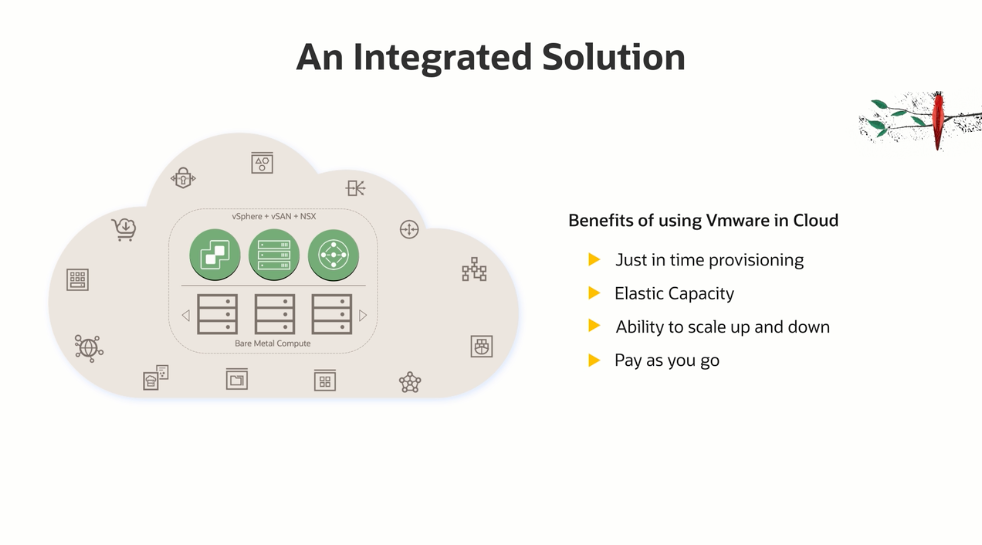 An Integrated Solution
vSphere + vSAN + NSX
Bare Metal Compute
Benefits of using Vmware in Cloud
Just in time provisioning
Elastic Capacity
Ability to scale up and down
Pay as you go